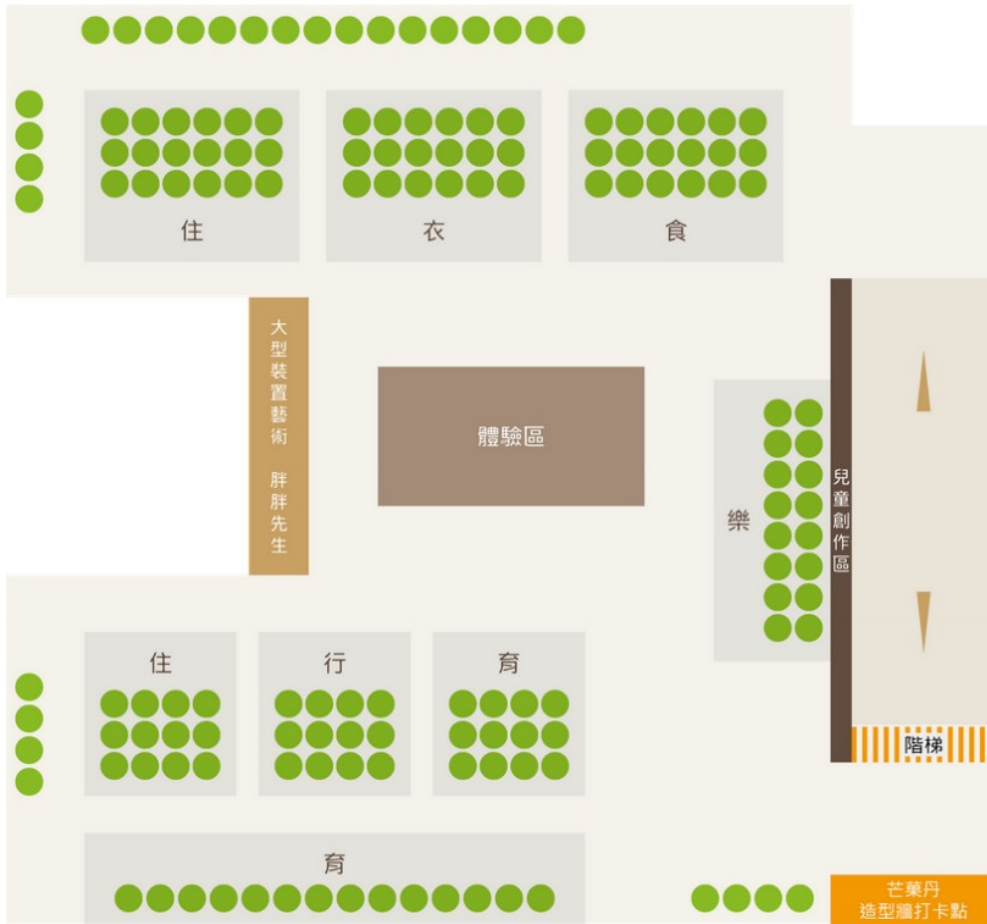 住
衣
食
大型裝置藝術 胖胖先生
體驗區
樂
兒童創作區
住
行
育
階梯
育
芒菓丹
造型牆打卡點